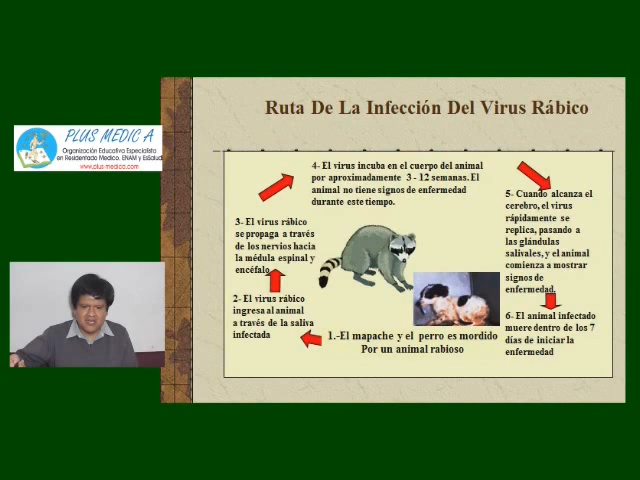 PLUS MEDIC A
Organización Educativa Especialista
en Residentado Medico, ENAM y EsSalud
www.plus-medica.com
Ruta De La Infección Del Virus Rábico
4- El virus incuba en el cuerpo del animal
por aproximadamente 3 - 12 semanas. El
animal no tiene signos de enfermedad
durante este tiempo.
5- Cuando alcanza el
cerebro, el virus
rápidamente se
replica, pasando a
las glándulas
salivales, y el animal
comienza a mostrar
signos de
enfermedad.
3- El virus rábico
se propaga a través
de los nervios hacia
la médula espinal y
encéfalo
2- El virus rábico
ingresa al animal
a través de la saliva
infectada
1.-El mapache y el perro es mordido
Por un animal rabioso
6- El animal infectado
muere dentro de los 7
días de iniciar la
enfermedad